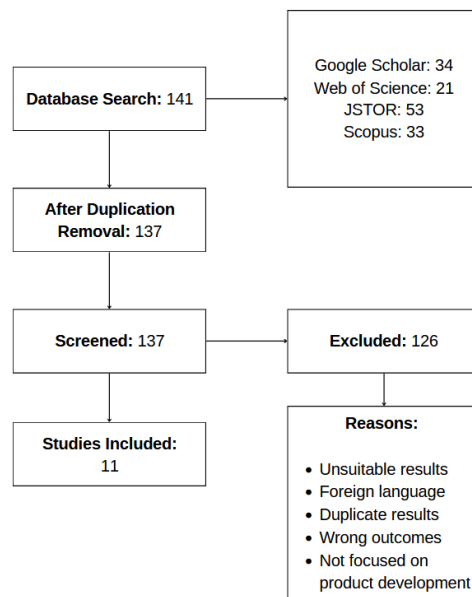 Database Search: 141
Google Scholar: 34
Web of Science: 21
JSTOR: 53
Scopus: 33
After Duplication
Removal: 137
Screened: 137
Excluded: 126
Studies Included:
11
Reasons:
• Unsuitable results
• Foreign language
• Duplicate results
• Wrong outcomes
• Not focused on
product development